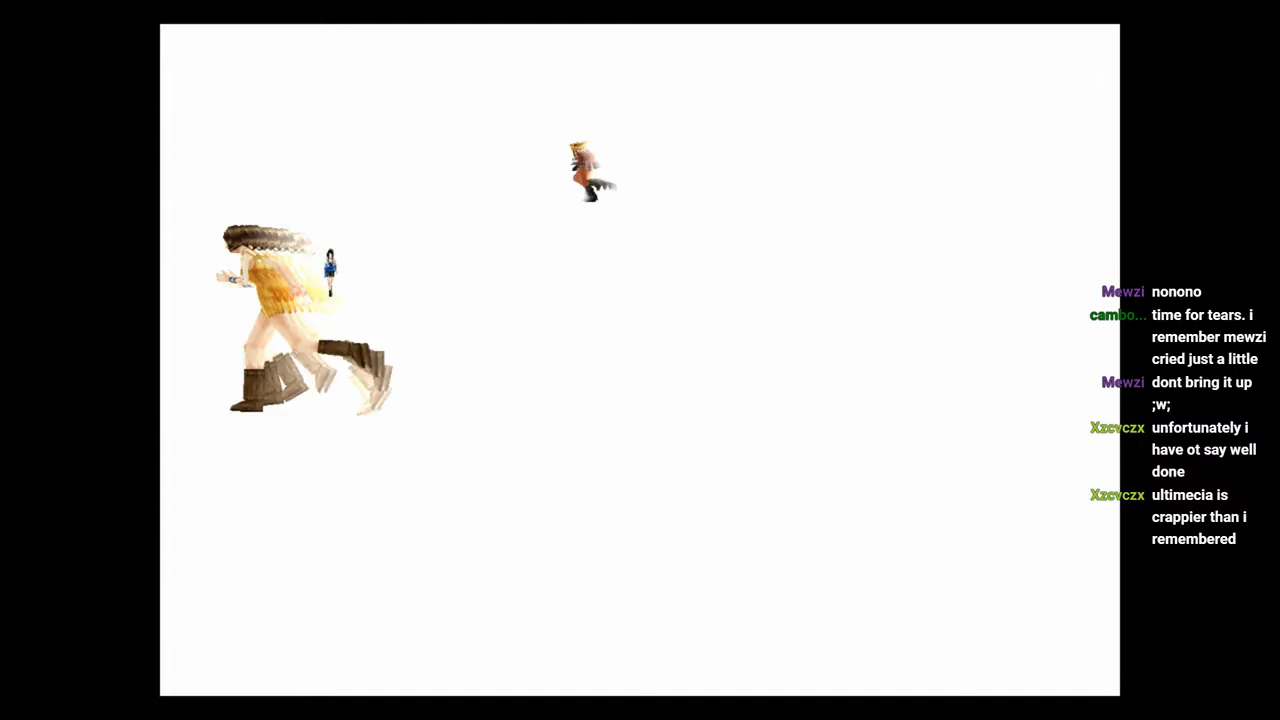 Mewzi nonono
cambo... time for tears. i
remember mewzi
cried just a little
Mewzi dont bring it up
;w;
Xzcvczx unfortunately i
have ot say well
done
Xzcvczx ultimecia is
crappier than i
remembered